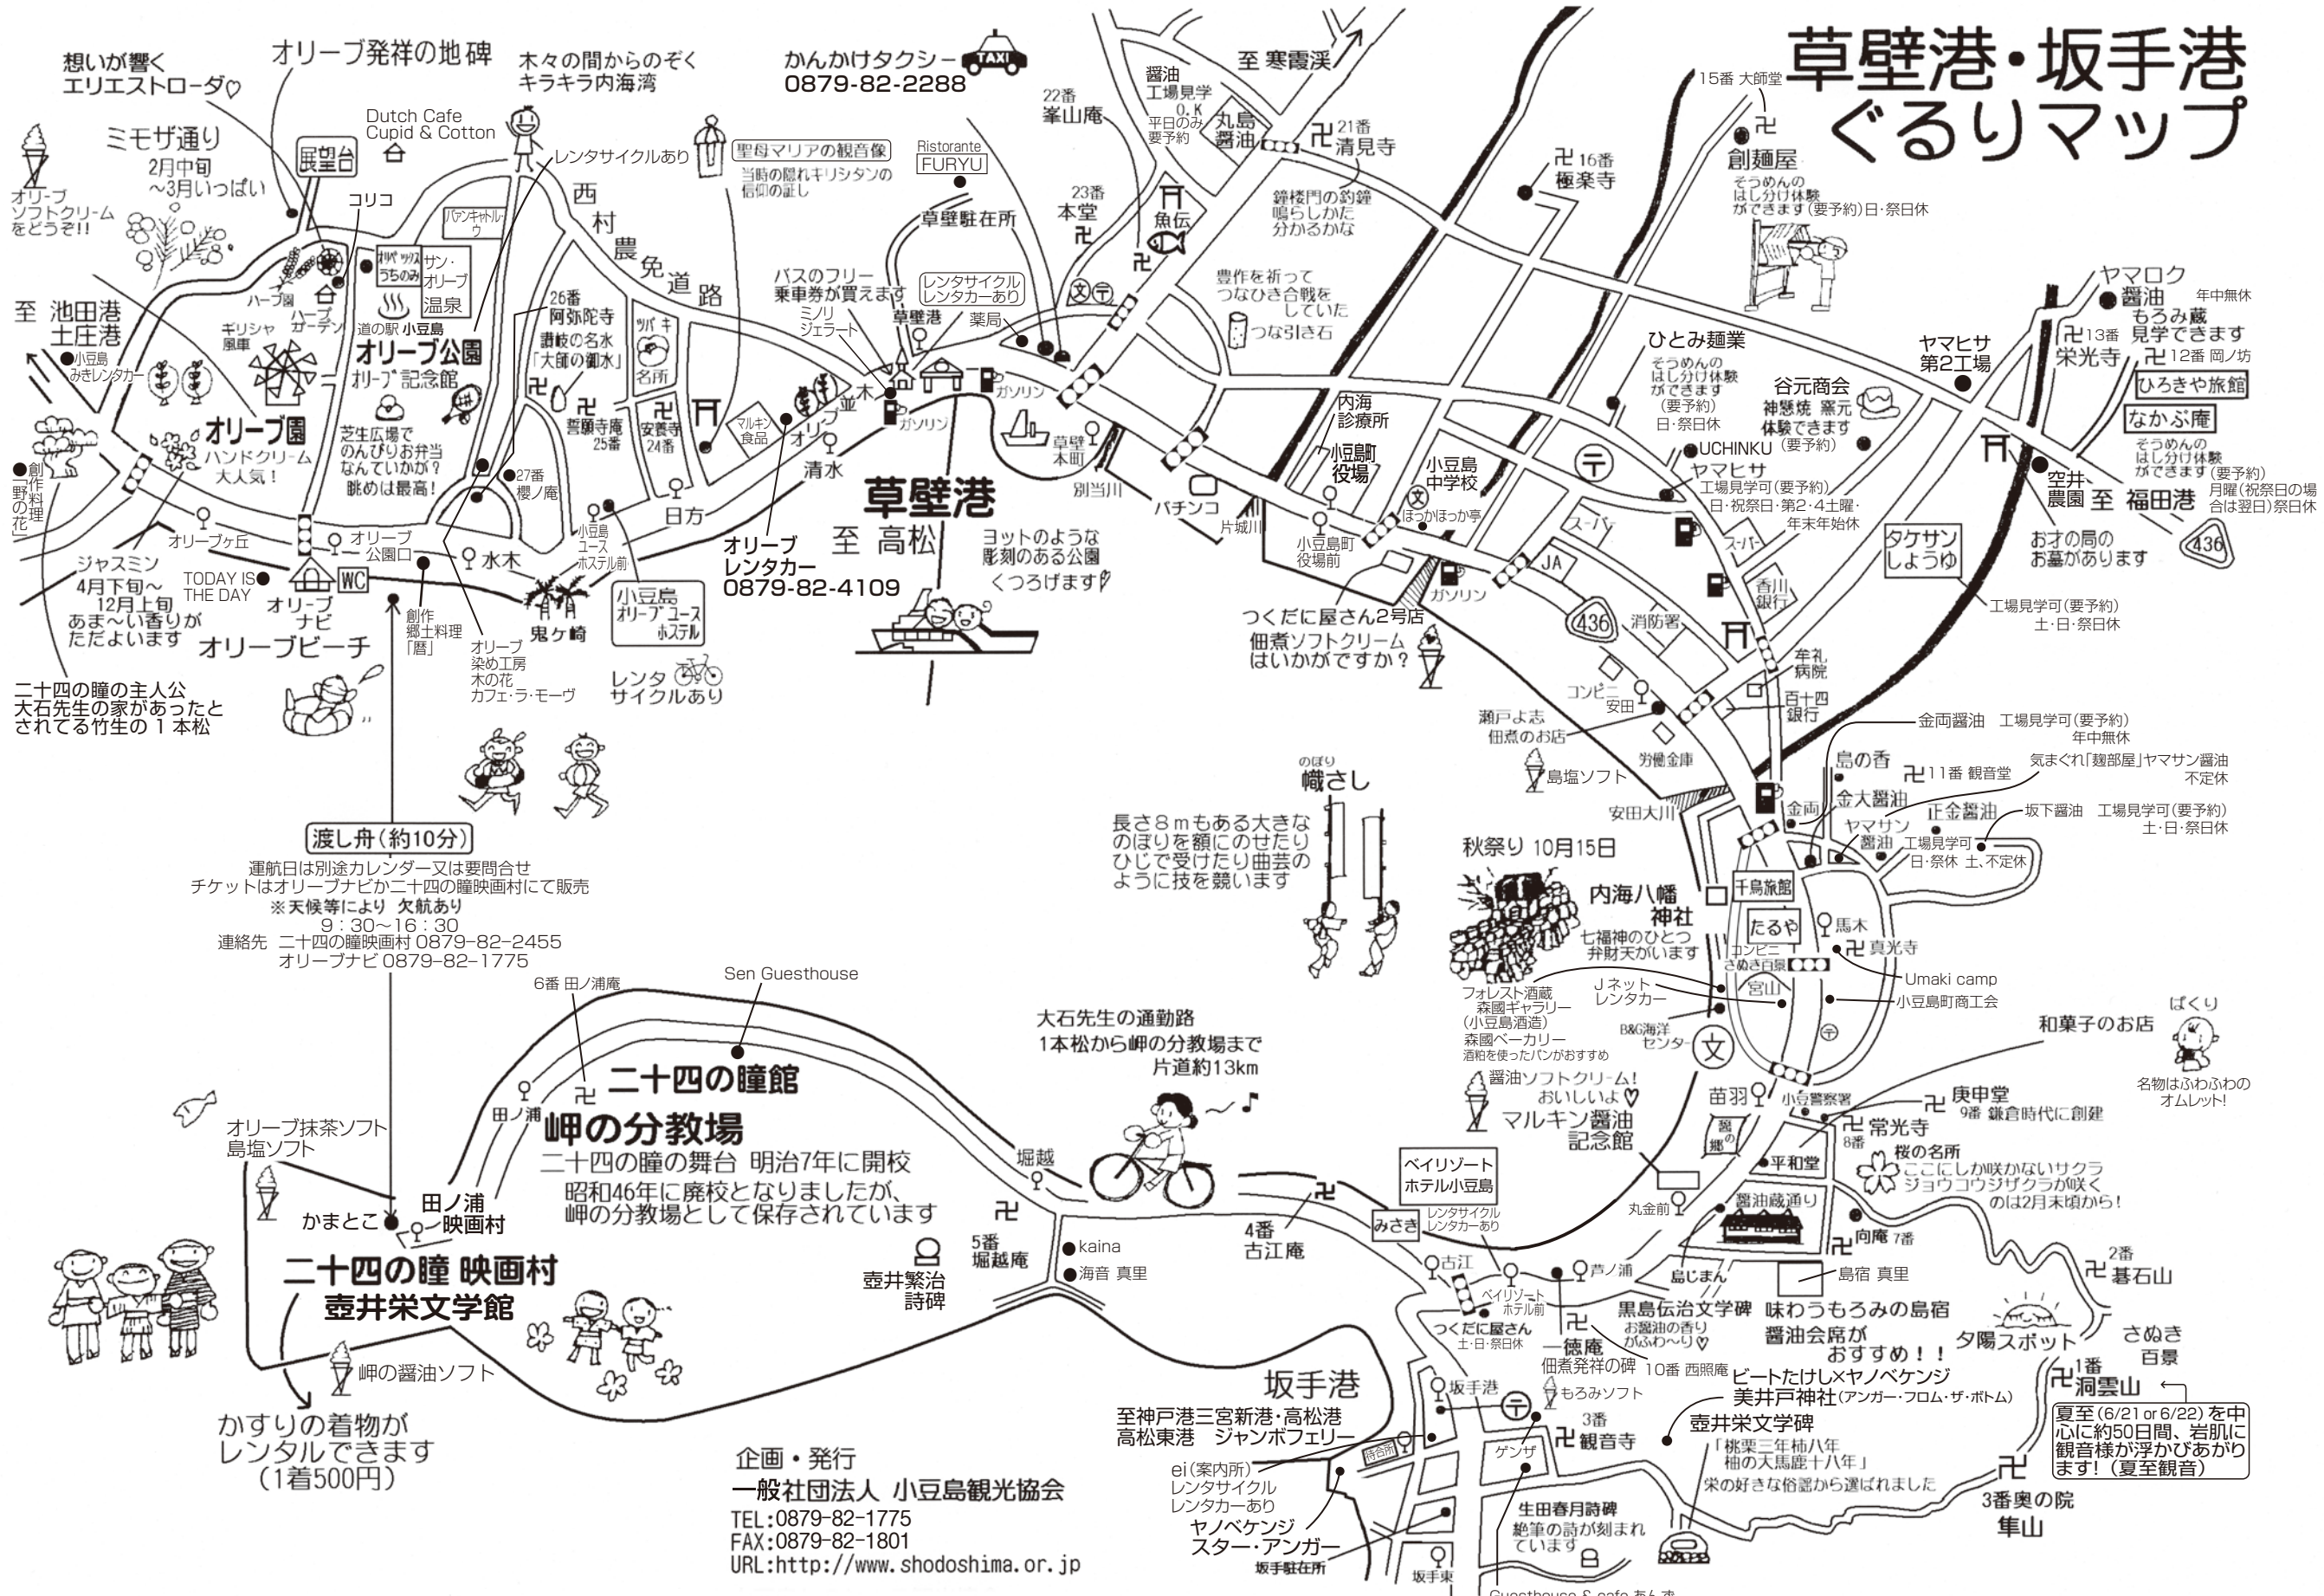 草壁港・坂手港
ぐるりマップ
想いが響く
エリエストローダ♡
オリーブ発祥の地碑
木々の間からのぞく
キラキラ内海湾
かんかけタクシー
0879-82-2288
TAXI
ミモザ通り
2月中旬
～3月いっぱい
オリーブ
ソフトクリーム
をどうぞ!!
Dutch Cafe
Cupid & Cotton
展望台
コリコ
レンタサイクルあり
聖母マリアの観音像
当時の隠れキリシタンの
信仰の証し
Ristorante
FURYU
草壁駐在所
22番
峯山庵
23番
本堂
醤油
工場見学
O.K
平日のみ
要予約
丸島
醤油
至 寒霞渓
21番
清見寺
鐘楼門の釣鐘
鳴らしかた
分かるかな
魚伝
16番
極楽寺
15番 大師堂
創麺屋
そうめんの
はし分け体験
ができます(要予約)日・祭日休
至 池田港
土庄港
小豆島
みきレンタカー
ハーブ園
ハーブ
ガーデン
ギリシャ
風車
オリーブ園
ハンドクリーム
大人気！
オリベックス
うちのみ
サン・
オリーブ
温泉
道の駅 小豆島
オリーブ公園
オリーブ記念館
芝生広場で
のんびりお弁当
なんていかが？
眺めは最高！
西村農免道路
26番
阿弥陀寺
讃岐の名水
「大師の御水」
ツバキ
名所
誓願寺庵
25番
安養寺
24番
マルキン
食品
オリーブ並木
清水
バスのフリー
乗車券が買えます
ミノリ
ジェラート
草壁港
レンタサイクル
レンタカーあり
薬局
ガソリン
ガソリン
草壁
本町
別当川
豊作を祈って
つなひき合戦を
していた
つな引き石
パチンコ
片城川
内海
診療所
小豆島町
役場
小豆島
中学校
ほっかほっか亭
小豆島町
役場前
ガソリン
JA
スーパー
スーパー
ひとみ麺業
そうめんの
はし分け体験
ができます
(要予約)
日・祭日休
谷元商会
神懸焼 窯元
体験できます
(要予約)
UCHINKU
ヤマヒサ
工場見学可(要予約)
日・祝祭日・第2・4土曜・
年末年始休
ヤマヒサ
第2工場
ヤマロク
醤油 年中無休
もろみ蔵
見学できます
13番
栄光寺
12番 岡ノ坊
ひろきや旅館
なかぶ庵
そうめんの
はし分け体験
ができます(要予約)
月曜(祝祭日の場
合は翌日)祭日休
空井
農園
至 福田港
436
お才の局の
お墓があります
タケサン
しょうゆ
工場見学可(要予約)
土・日・祭日休
創作料理
「野の花」
ジャスミン
4月下旬～
12月上旬
あま～い香りが
ただよいます
オリーブヶ丘
TODAY IS
THE DAY
オリーブ
ナビ
WC
オリーブ
公園口
オリーブビーチ
創作
郷土料理
「暦」
水木
27番
櫻ノ庵
オリーブ
染め工房
木の花
カフェ・ラ・モーヴ
鬼ケ崎
小豆島
ユース
ホステル前
日方
小豆島
オリーブユース
ホステル
レンタ
サイクルあり
オリーブ
レンタカー
0879-82-4109
草壁港
至 高松
ヨットのような
彫刻のある公園
くつろげます
つくだに屋さん2号店
佃煮ソフトクリーム
はいかがですか？
436
消防署
香川
銀行
牟礼
病院
百十四
銀行
コンビニ
安田
瀬戸よ志
佃煮のお店
島塩ソフト
労働金庫
安田大川
二十四の瞳の主人公
大石先生の家があったと
されてる竹生の１本松
渡し舟(約10分)
運航日は別途カレンダー又は要問合せ
チケットはオリーブナビか二十四の瞳映画村にて販売
※天候等により 欠航あり
9：30～16：30
連絡先 二十四の瞳映画村 0879-82-2455
オリーブナビ 0879-82-1775
のぼり
幟さし
長さ８ｍもある大きな
のぼりを額にのせたり
ひじで受けたり曲芸の
ように技を競います
秋祭り 10月15日
内海八幡
神社
七福神のひとつ
弁財天がいます
金両醤油 工場見学可(要予約)
年中無休
島の香
11番 観音堂
気まぐれ「麹部屋」ヤマサン醤油
不定休
金両
金大醤油
正金醤油
坂下醤油 工場見学可(要予約)
土・日・祭日休
ヤマサン
醤油
工場見学可
日・祭休 土、不定休
千鳥旅館
たるや
馬木
真光寺
コンビニ
さぬき百景
宮山
Umaki camp
小豆島町商工会
フォレスト酒蔵
森國ギャラリー
(小豆島酒造)
森國ベーカリー
酒粕を使ったパンがおすすめ
Ｊネット
レンタカー
B&G海洋
センター
文
醤油ソフトクリーム！
おいしいよ♡
マルキン醤油
記念館
苗羽
小豆警察署
和菓子のお店
ぱくり
名物はふわふわの
オムレット!
庚申堂
9番 鎌倉時代に創建
常光寺
8番
桜の名所
ここにしか咲かないサクラ
ジョウコウジザクラが咲く
のは2月末頃から！
醤の郷
平和堂
丸金前
醤油蔵通り
向庵 7番
島じまん
島宿 真里
2番
碁石山
黒島伝治文学碑
お醤油の香り
がふわ～り♡
味わうもろみの島宿
醤油会席が
おすすめ！！
夕陽スポット
さぬき
百景
1番
洞雲山
夏至(6/21 or 6/22)を中
心に約50日間、岩肌に
観音様が浮かびあがり
ます！(夏至観音)
3番奥の院
隼山
6番 田ノ浦庵
Sen Guesthouse
田ノ浦
二十四の瞳館
岬の分教場
二十四の瞳の舞台 明治7年に開校
昭和46年に廃校となりましたが、
岬の分教場として保存されています
大石先生の通勤路
1本松から岬の分教場まで
片道約13km
堀越
5番
堀越庵
kaina
海音 真里
壺井繁治
詩碑
4番
古江庵
ベイリゾート
ホテル小豆島
みさき
レンタサイクル
レンタカーあり
古江
ベイリゾート
ホテル前
芦ノ浦
つくだに屋さん
土・日・祭日休
一徳庵
佃煮発祥の碑
もろみソフト
10番 西照庵
オリーブ抹茶ソフト
島塩ソフト
かまとこ
田ノ浦
映画村
二十四の瞳 映画村
壺井栄文学館
岬の醤油ソフト
かすりの着物が
レンタルできます
(1着500円)
企画・発行
一般社団法人 小豆島観光協会
TEL:0879-82-1775
FAX:0879-82-1801
URL:http://www.shodoshima.or.jp
坂手港
至神戸港三宮新港・高松港
高松東港 ジャンボフェリー
坂手港
待合所
ei(案内所)
レンタサイクル
レンタカーあり
ヤノベケンジ
スター・アンガー
坂手駐在所
坂手東
ゲンザ
3番
観音寺
ビートたけし×ヤノベケンジ
美井戸神社(アンガー・フロム・ザ・ボトム)
壺井栄文学碑
「桃栗三年柿八年
柚の大馬鹿十八年」
栄の好きな俗謡から選ばれました
生田春月詩碑
絶筆の詩が刻まれ
ています